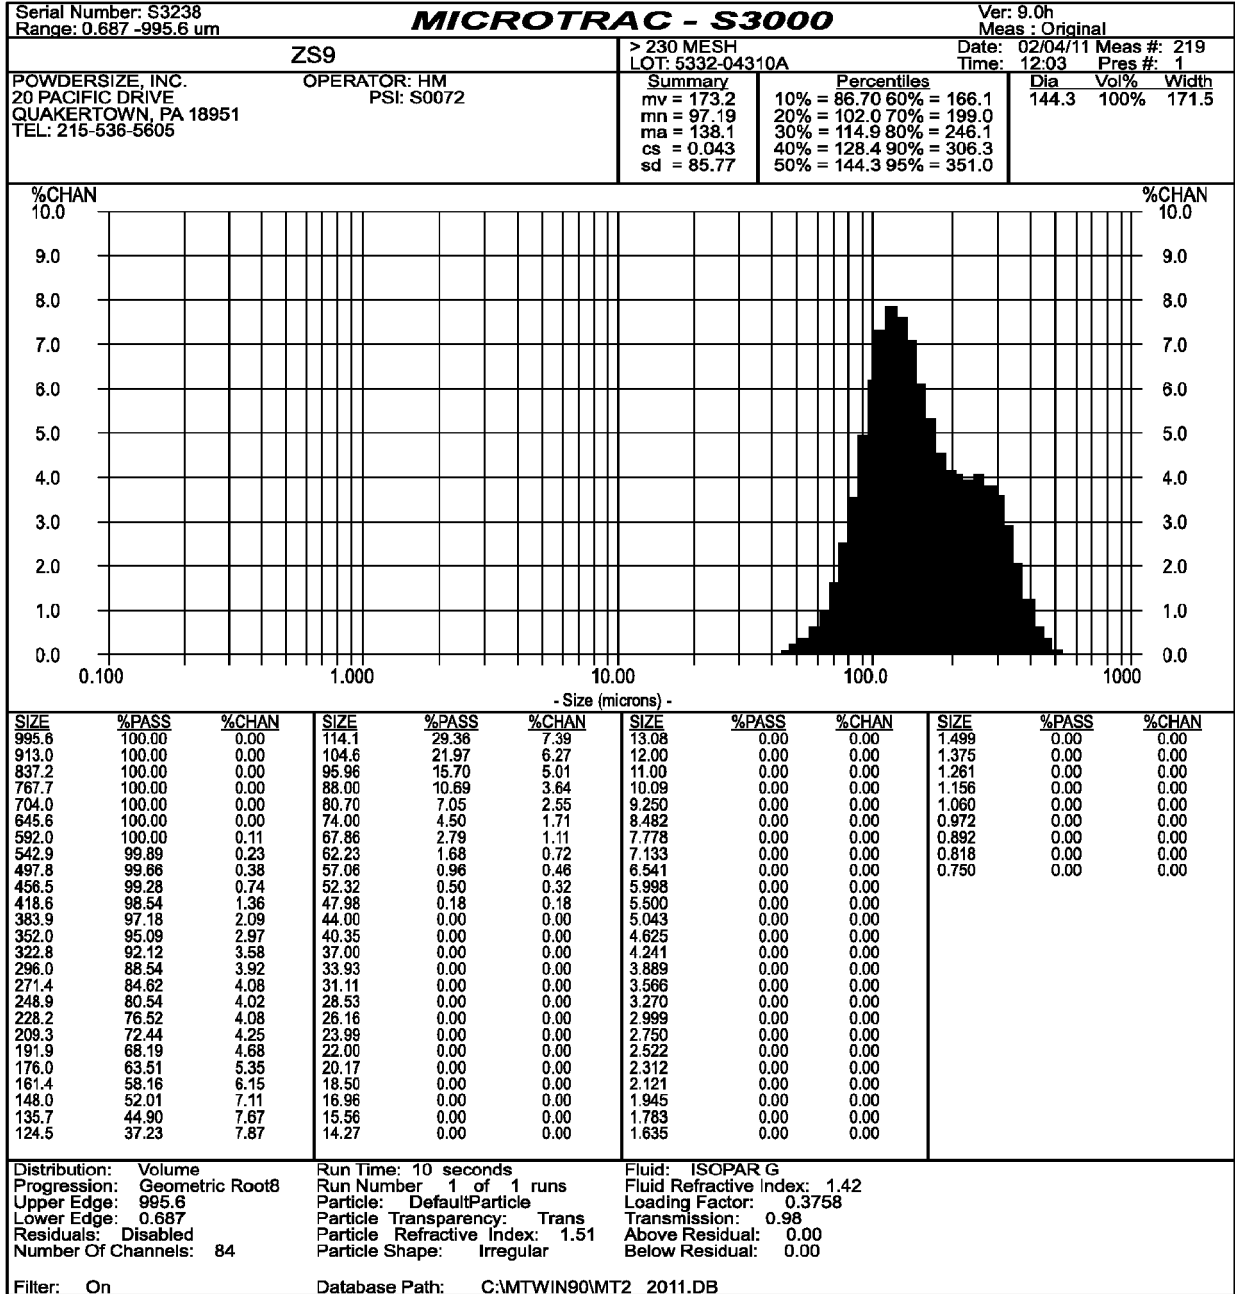 Serial Number: S3238
Range: 0.687 -995.6 um
MICROTRAC - S3000
Ver: 9.0h
Meas : Original
ZS9
> 230 MESH
LOT: 5332-04310A
Date: 02/04/11 Meas #: 219
Time: 12:03 Pres #: 1
POWDERSIZE, INC. OPERATOR: HM
20 PACIFIC DRIVE PSI: S0072
QUAKERTOWN, PA 18951
TEL: 215-536-5605
Summary
mv = 173.2
mn = 97.19
ma = 138.1
cs = 0.043
sd = 85.77
Percentiles
10% = 86.70 60% = 166.1
20% = 102.0 70% = 199.0
30% = 114.9 80% = 246.1
40% = 128.4 90% = 306.3
50% = 144.3 95% = 351.0
Dia Vol% Width
144.3 100% 171.5
%CHAN %CHAN
10.0 10.0
9.0 9.0
8.0 8.0
7.0 7.0
6.0 6.0
5.0 5.0
4.0 4.0
3.0 3.0
2.0 2.0
1.0 1.0
0.0 0.0
0.100 1.000 10.00 100.0 1000
- Size (microns) -
SIZE %PASS %CHAN
995.6 100.00 0.00
913.0 100.00 0.00
837.2 100.00 0.00
767.7 100.00 0.00
704.0 100.00 0.00
645.6 100.00 0.00
592.0 100.00 0.11
542.9 99.89 0.23
497.8 99.66 0.38
456.5 99.28 0.74
418.6 98.54 1.36
383.9 97.18 2.09
352.0 95.09 2.97
322.8 92.12 3.58
296.0 88.54 3.92
271.4 84.62 4.08
248.9 80.54 4.02
228.2 76.52 4.08
209.3 72.44 4.25
191.9 68.19 4.68
176.0 63.51 5.35
161.4 58.16 6.15
148.0 52.01 7.11
135.7 44.90 7.67
124.5 37.23 7.87
SIZE %PASS %CHAN
114.1 29.36 7.39
104.6 21.97 6.27
95.96 15.70 5.01
88.00 10.69 3.64
80.70 7.05 2.55
74.00 4.50 1.71
67.86 2.79 1.11
62.23 1.68 0.72
57.06 0.96 0.46
52.32 0.50 0.32
47.98 0.18 0.18
44.00 0.00 0.00
40.35 0.00 0.00
37.00 0.00 0.00
33.93 0.00 0.00
31.11 0.00 0.00
28.53 0.00 0.00
26.16 0.00 0.00
23.99 0.00 0.00
22.00 0.00 0.00
20.17 0.00 0.00
18.50 0.00 0.00
16.96 0.00 0.00
15.56 0.00 0.00
14.27 0.00 0.00
SIZE %PASS %CHAN
13.08 0.00 0.00
12.00 0.00 0.00
11.00 0.00 0.00
10.09 0.00 0.00
9.250 0.00 0.00
8.482 0.00 0.00
7.778 0.00 0.00
7.133 0.00 0.00
6.541 0.00 0.00
5.998 0.00 0.00
5.500 0.00 0.00
5.043 0.00 0.00
4.625 0.00 0.00
4.241 0.00 0.00
3.889 0.00 0.00
3.566 0.00 0.00
3.270 0.00 0.00
2.999 0.00 0.00
2.750 0.00 0.00
2.522 0.00 0.00
2.312 0.00 0.00
2.121 0.00 0.00
1.945 0.00 0.00
1.783 0.00 0.00
1.635 0.00 0.00
SIZE %PASS %CHAN
1.499 0.00 0.00
1.375 0.00 0.00
1.261 0.00 0.00
1.156 0.00 0.00
1.060 0.00 0.00
0.972 0.00 0.00
0.892 0.00 0.00
0.818 0.00 0.00
0.750 0.00 0.00
Distribution: Volume
Progression: Geometric Root8
Upper Edge: 995.6
Lower Edge: 0.687
Residuals: Disabled
Number Of Channels: 84
Filter: On
Run Time: 10 seconds
Run Number 1 of 1 runs
Particle: DefaultParticle
Particle Transparency: Trans
Particle Refractive Index: 1.51
Particle Shape: Irregular
Database Path: C:\MTWIN90\MT2 2011.DB
Fluid: ISOPAR G
Fluid Refractive Index: 1.42
Loading Factor: 0.3758
Transmission: 0.98
Above Residual: 0.00
Below Residual: 0.00